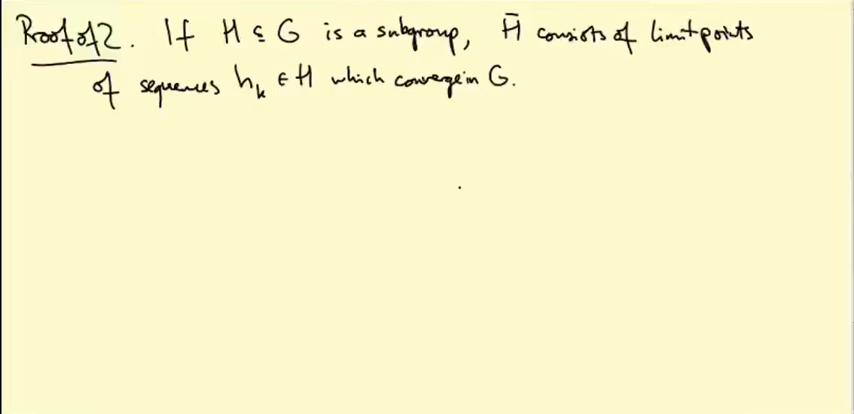 Proof of 2. If H ⊆ G is a subgroup, H̄ consists of limit points
of sequences hₖ ∈ H which converge in G.